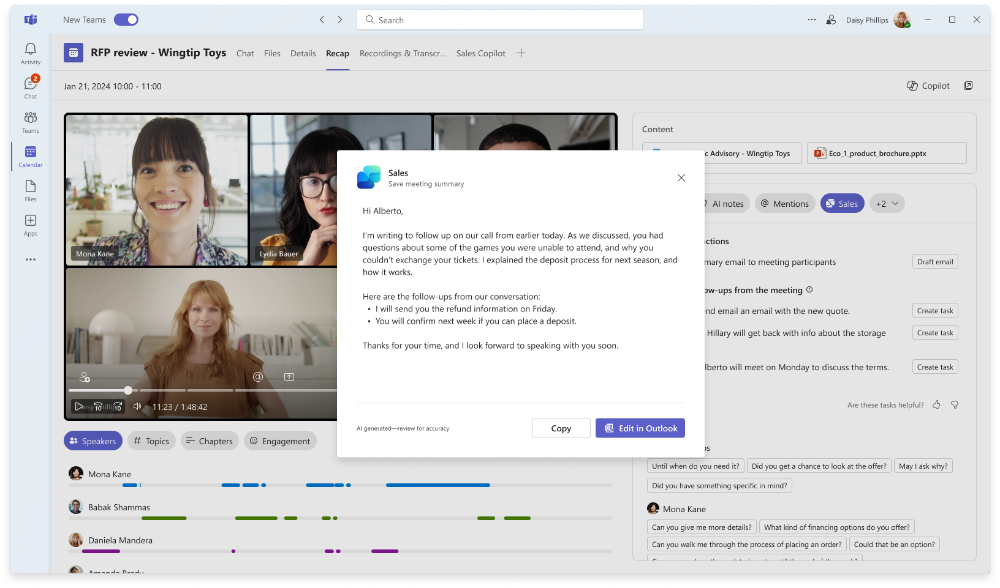 New Teams
Search
Daisy Phillips
Activity
2
Chat
Teams
Calendar
Files
Apps
RFP review - Wingtip Toys
Chat
Files
Details
Recap
Recordings & Transcr...
Sales Copilot
Jan 21, 2024 10:00 - 11:00
Copilot
Mona Kane
Lydia Bauer
Daisy Phillips
10
10
11:23 / 1:48:42
Speakers
# Topics
Chapters
Engagement
Mona Kane
Babak Shammas
Daniela Mandera
Amanda Brady
Sales
Save meeting summary
Hi Alberto,
I'm writing to follow up on our call from earlier today. As we discussed, you had
questions about some of the games you were unable to attend, and why you
couldn't exchange your tickets. I explained the deposit process for next season, and
how it works.
Here are the follow-ups from our conversation:
• I will send you the refund information on Friday.
• You will confirm next week if you can place a deposit.
Thanks for your time, and I look forward to speaking with you soon.
AI generated—review for accuracy
Copy
Edit in Outlook
Content
c Advisory - Wingtip Toys
Eco_1_product_brochure.pptx
AI notes
@ Mentions
Sales
+2
ctions
mary email to meeting participants
Draft email
ow-ups from the meeting
nd email an email with the new quote.
Create task
Hillary will get back with info about the storage
Create task
lberto will meet on Monday to discuss the terms.
Create task
Are these tasks helpful?
os
Until when do you need it?
Did you get a chance to look at the offer?
May I ask why?
Did you have something specific in mind?
Mona Kane
Can you give me more details?
What kind of financing options do you offer?
Can you walk me through the process of placing an order?
Could that be an option?